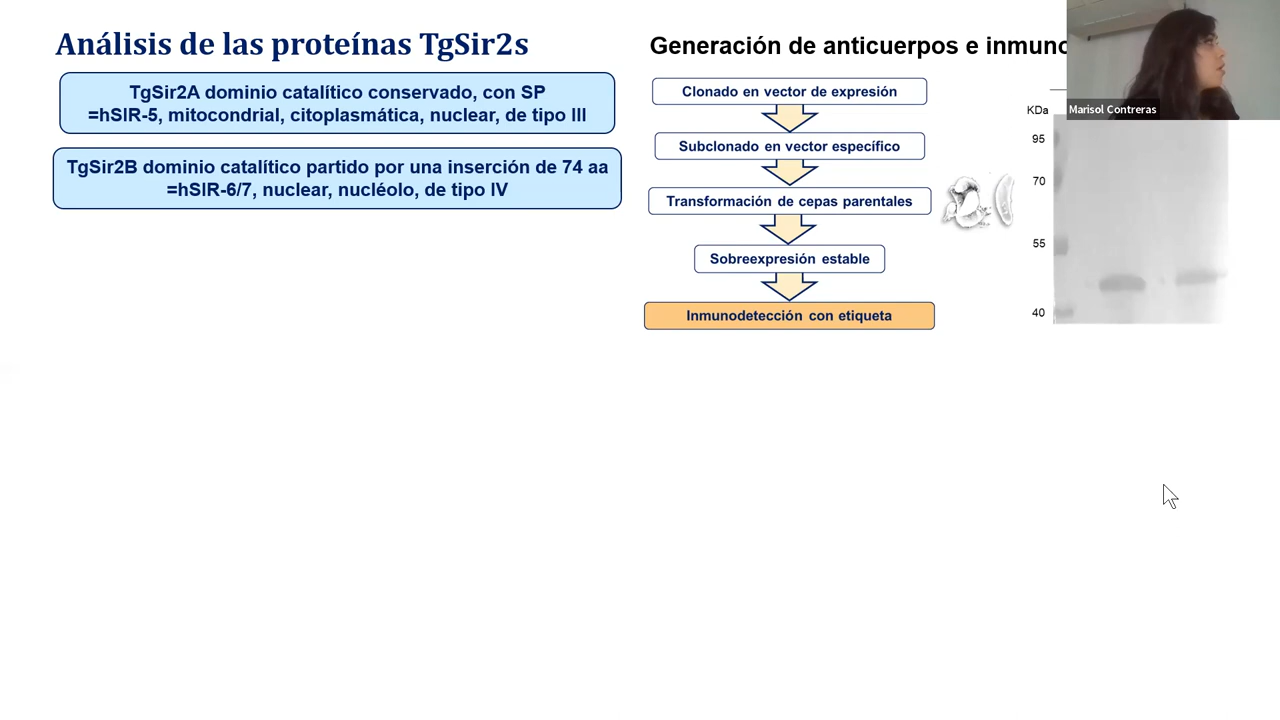 Análisis de las proteínas TgSir2s
TgSir2A dominio catalítico conservado, con SP
=hSIR-5, mitocondrial, citoplasmática, nuclear, de tipo III
TgSir2B dominio catalítico partido por una inserción de 74 aa
=hSIR-6/7, nuclear, nucléolo, de tipo IV
Generación de anticuerpos e inmuno
Clonado en vector de expresión
Subclonado en vector específico
Transformación de cepas parentales
Sobreexpresión estable
Inmunodetección con etiqueta
Marisol Contreras
KDa
95
70
55
40